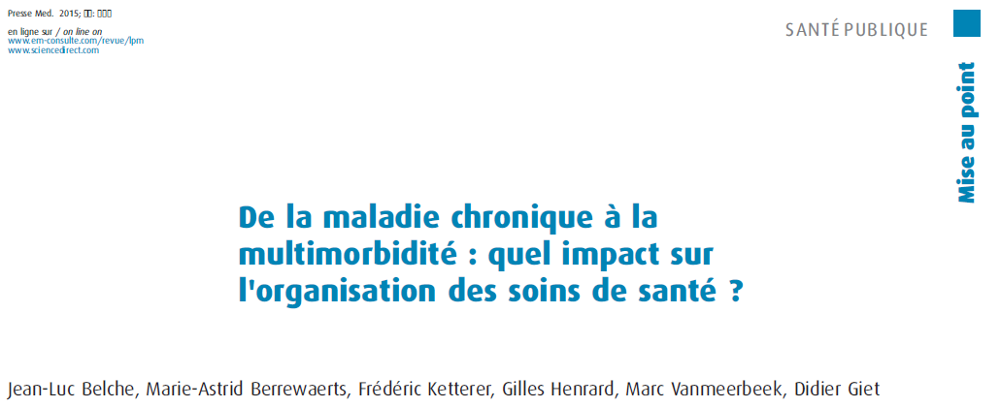 Presse Med. 2015; ▯▯: ▯▯▯
en ligne sur / on line on
www.em-consulte.com/revue/lpm
www.sciencedirect.com
SANTÉ PUBLIQUE
Mise au point
De la maladie chronique à la
multimorbidité : quel impact sur
l'organisation des soins de santé ?
Jean-Luc Belche, Marie-Astrid Berrewaerts, Frédéric Ketterer, Gilles Henrard, Marc Vanmeerbeek, Didier Giet